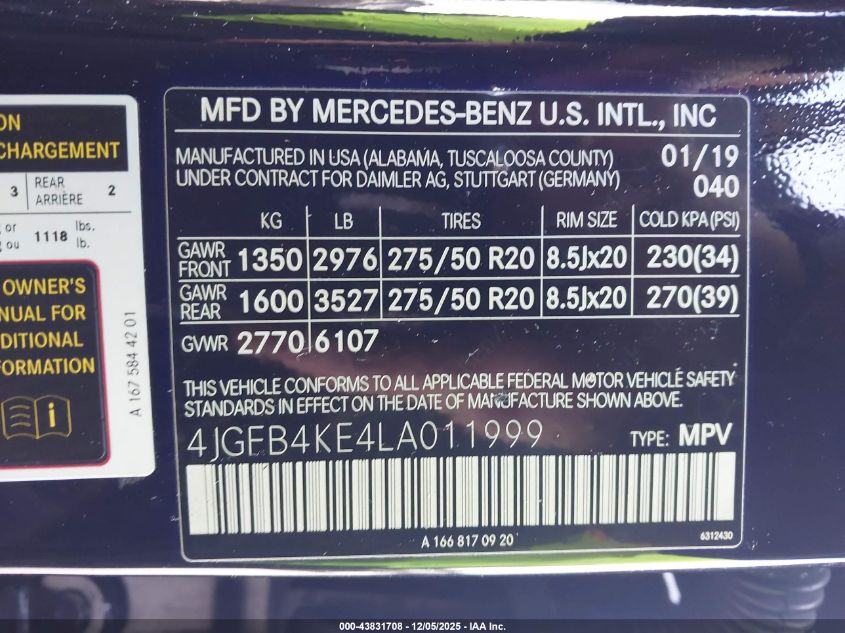 ON
CHARGEMENT
3 REAR ARRIÈRE 2
g or
g ou 1118 lbs. lb.
OWNER'S
NUAL FOR
DITIONAL
FORMATION
i
A 167 584 42 01
MFD BY MERCEDES-BENZ U.S. INTL., INC
MANUFACTURED IN USA (ALABAMA, TUSCALOOSA COUNTY) 01/19
UNDER CONTRACT FOR DAIMLER AG, STUTTGART (GERMANY) 040
KG LB TIRES RIM SIZE COLD KPA (PSI)
GAWR FRONT 1350 2976 275/50 R20 8.5Jx20 230(34)
GAWR REAR 1600 3527 275/50 R20 8.5Jx20 270(39)
GVWR 2770 6107
THIS VEHICLE CONFORMS TO ALL APPLICABLE FEDERAL MOTOR VEHICLE SAFETY
STANDARDS IN EFFECT ON THE DATE OF MANUFACTURE SHOWN ABOVE.
4JGFB4KE4LA011999 TYPE: MPV
A 166 817 09 20 6312430
000-43831708 - 12/05/2025 - IAA Inc.